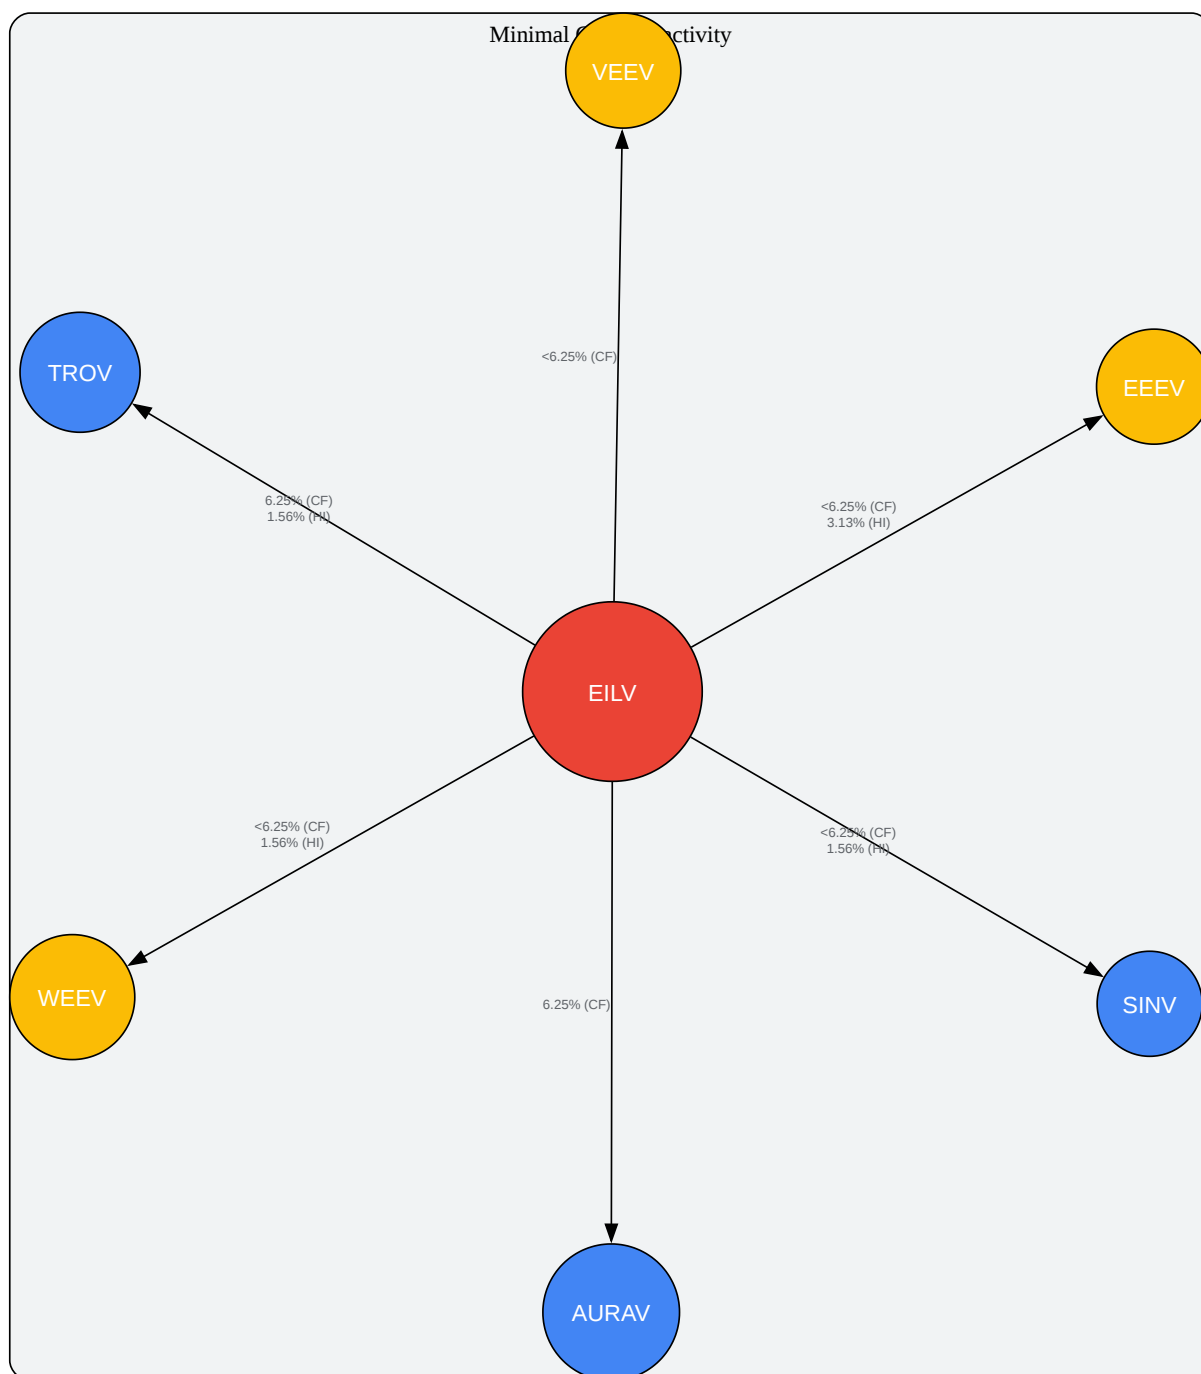 Minimal activity
VEEV
TROV
<6.25% (CF)
EEEV
6.25% (CF)
1.56% (HI)
<6.25% (CF)
3.13% (HI)
EILV
<6.25% (CF)
1.56% (HI)
<6.25% (CF)
1.56% (HI)
WEEV
6.25% (CF)
SINV
AURAV